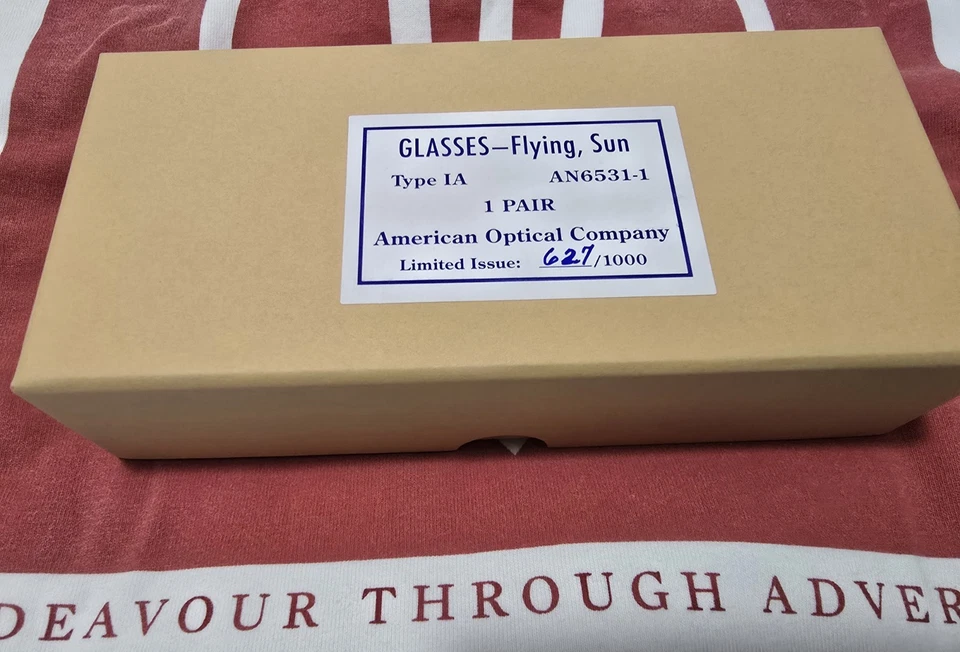 GLASSES—Flying, Sun
Type IA AN6531-1
1 PAIR
American Optical Company
Limited Issue: 627/1000
DEAVOUR THROUGH ADVER